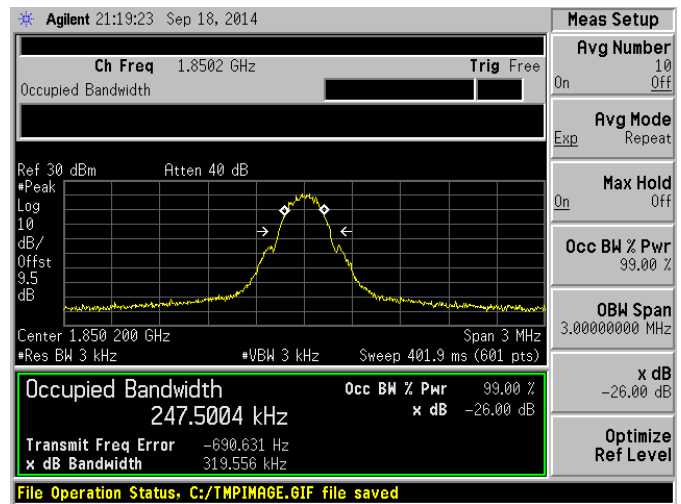 Agilent 21:19:23 Sep 18, 2014
Meas Setup
Ch Freq 1.8502 GHz Trig Free
Occupied Bandwidth
Avg Number
10
On Off
Avg Mode
Exp Repeat
Max Hold
On Off
Occ BW % Pwr
99.00 %
OBW Span
3.00000000 MHz
x dB
-26.00 dB
Optimize
Ref Level
Ref 30 dBm Atten 40 dB
#Peak
Log
10
dB/
Offst
9.5
dB
Center 1.850 200 GHz Span 3 MHz
#Res BW 3 kHz #VBW 3 kHz Sweep 401.9 ms (601 pts)
Occupied Bandwidth Occ BW % Pwr 99.00 %
247.5004 kHz x dB -26.00 dB
Transmit Freq Error -690.631 Hz
x dB Bandwidth 319.556 kHz
File Operation Status, C:/TMPIMAGE.GIF file saved